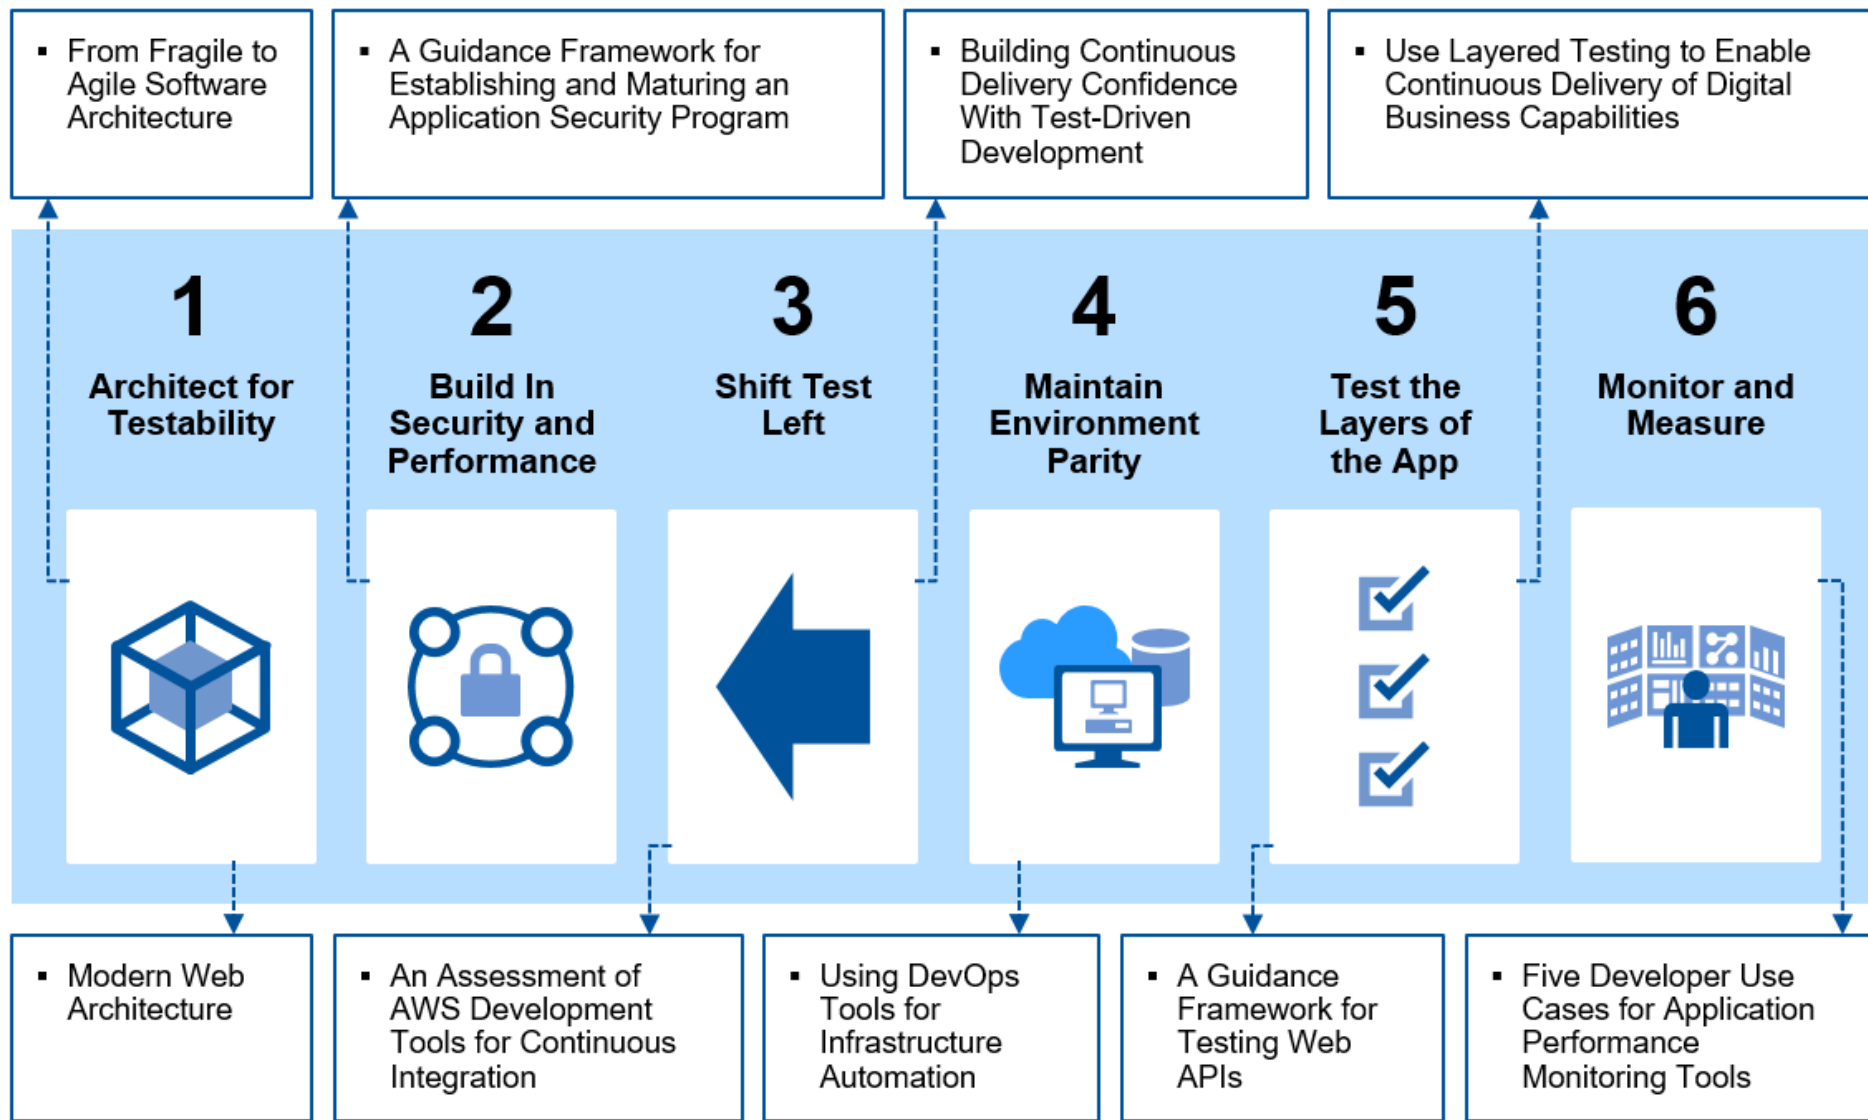 ▪ From Fragile to
Agile Software
Architecture
▪ A Guidance Framework for
Establishing and Maturing an
Application Security Program
▪ Building Continuous
Delivery Confidence
With Test-Driven
Development
▪ Use Layered Testing to Enable
Continuous Delivery of Digital
Business Capabilities
1
Architect for
Testability
2
Build In
Security and
Performance
3
Shift Test
Left
4
Maintain
Environment
Parity
5
Test the
Layers of
the App
6
Monitor and
Measure
▪ Modern Web
Architecture
▪ An Assessment of
AWS Development
Tools for Continuous
Integration
▪ Using DevOps
Tools for
Infrastructure
Automation
▪ A Guidance
Framework for
Testing Web
APIs
▪ Five Developer Use
Cases for Application
Performance
Monitoring Tools